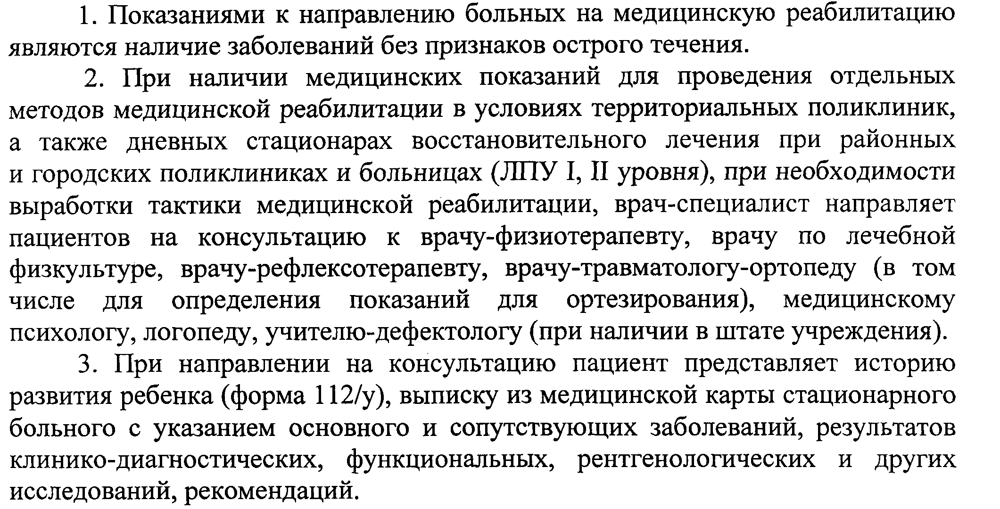 1. Показаниями к направлению больных на медицинскую реабилитацию
являются наличие заболеваний без признаков острого течения.
2. При наличии медицинских показаний для проведения отдельных
методов медицинской реабилитации в условиях территориальных поликлиник,
а также дневных стационарах восстановительного лечения при районных
и городских поликлиниках и больницах (ЛПУ I, II уровня), при необходимости
выработки тактики медицинской реабилитации, врач-специалист направляет
пациентов на консультацию к врачу-физиотерапевту, врачу по лечебной
физкультуре, врачу-рефлексотерапевту, врачу-травматологу-ортопеду (в том
числе для определения показаний для ортезирования), медицинскому
психологу, логопеду, учителю-дефектологу (при наличии в штате учреждения).
3. При направлении на консультацию пациент представляет историю
развития ребенка (форма 112/у), выписку из медицинской карты стационарного
больного с указанием основного и сопутствующих заболеваний, результатов
клинико-диагностических, функциональных, рентгенологических и других
исследований, рекомендаций.